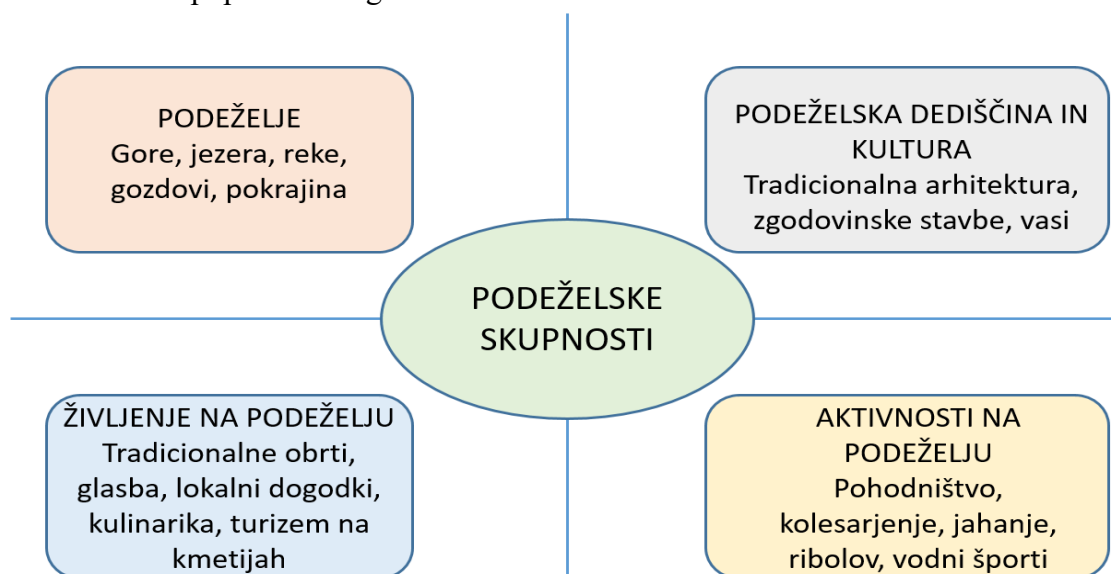 PODEŽELJE
Gore, jezera, reke,
gozdovi, pokrajina
PODEŽELSKA DEDIŠČINA IN
KULTURA
Tradicionalna arhitektura,
zgodovinske stavbe, vasi
PODEŽELSKE
SKUPNOSTI
ŽIVLJENJE NA PODEŽELJU
Tradicionalne obrti,
glasba, lokalni dogodki,
kulinarika, turizem na
kmetijah
AKTIVNOSTI NA
PODEŽELJU
Pohodništvo,
kolesarjenje, jahanje,
ribolov, vodni športi